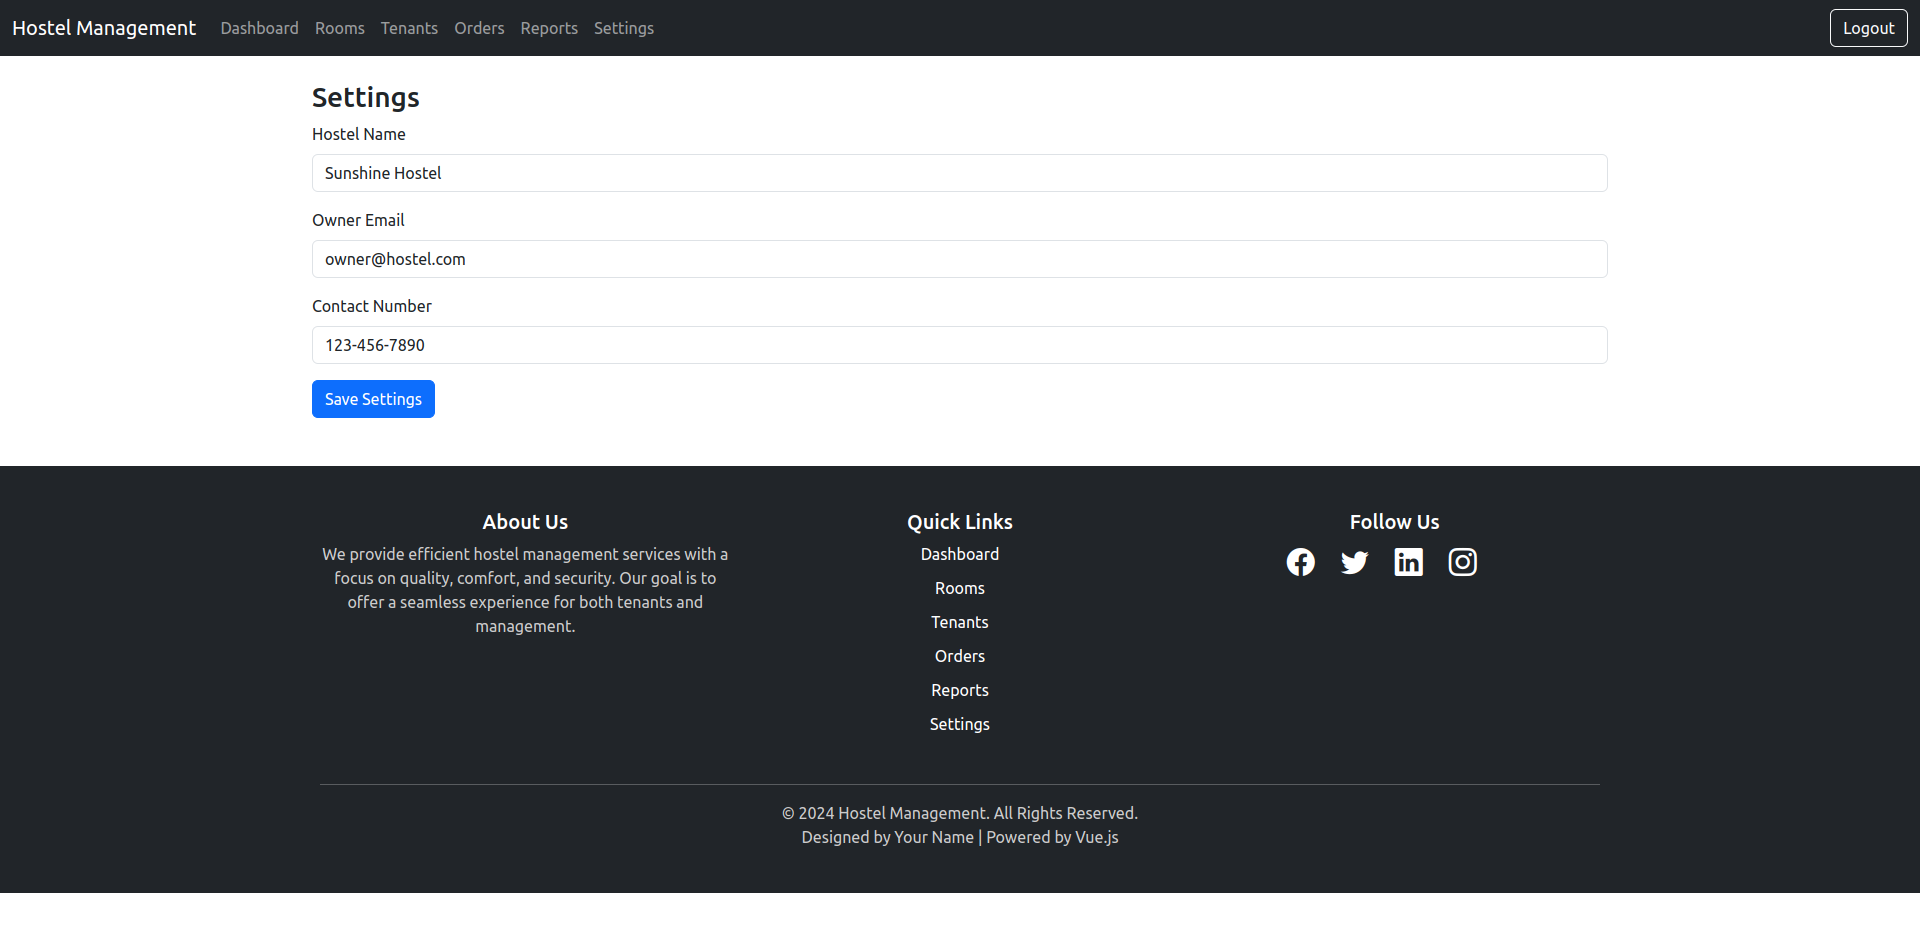 Hostel Management
Dashboard
Rooms
Tenants
Orders
Reports
Settings
Logout
Settings
Hostel Name
Sunshine Hostel
Owner Email
owner@hostel.com
Contact Number
123-456-7890
Save Settings
About Us
We provide efficient hostel management services with a
focus on quality, comfort, and security. Our goal is to
offer a seamless experience for both tenants and
management.
Quick Links
Dashboard
Rooms
Tenants
Orders
Reports
Settings
Follow Us
© 2024 Hostel Management. All Rights Reserved.
Designed by Your Name | Powered by Vue.js